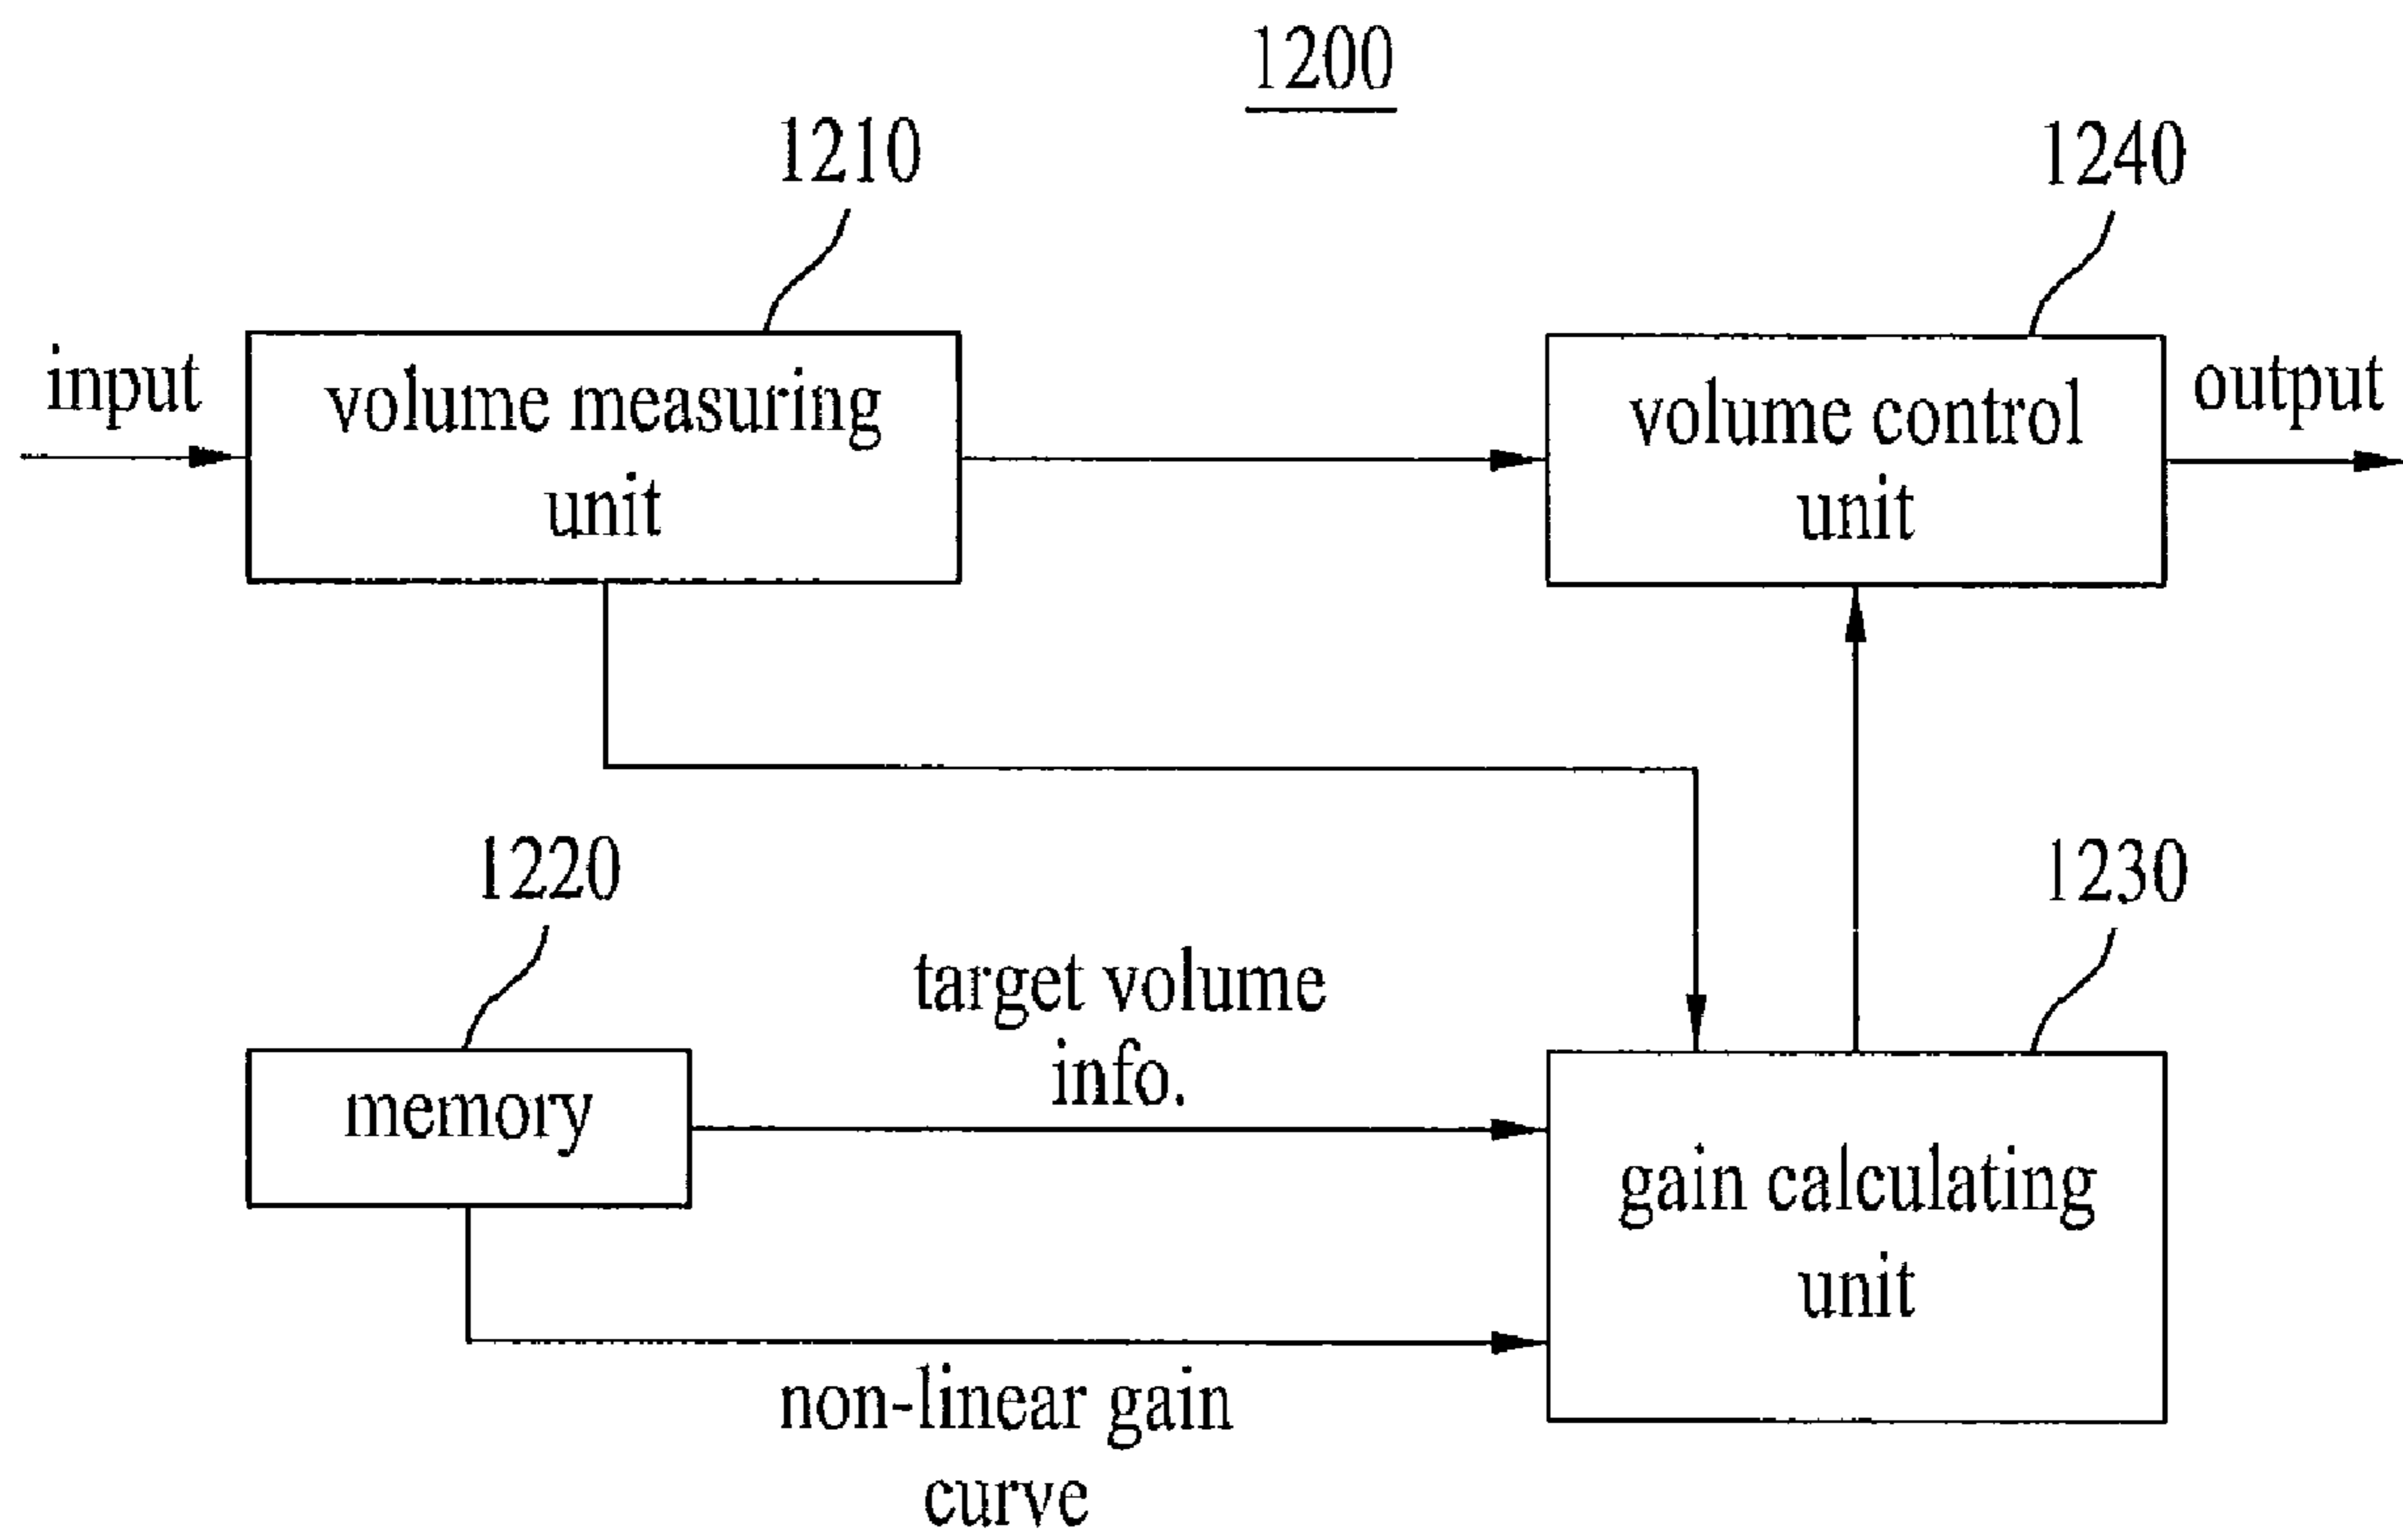 1200
1210
1240
input
volume measuring
unit
volume control
unit
output
1220
1230
target volume
info.
memory
gain calculating
unit
non-linear gain
curve